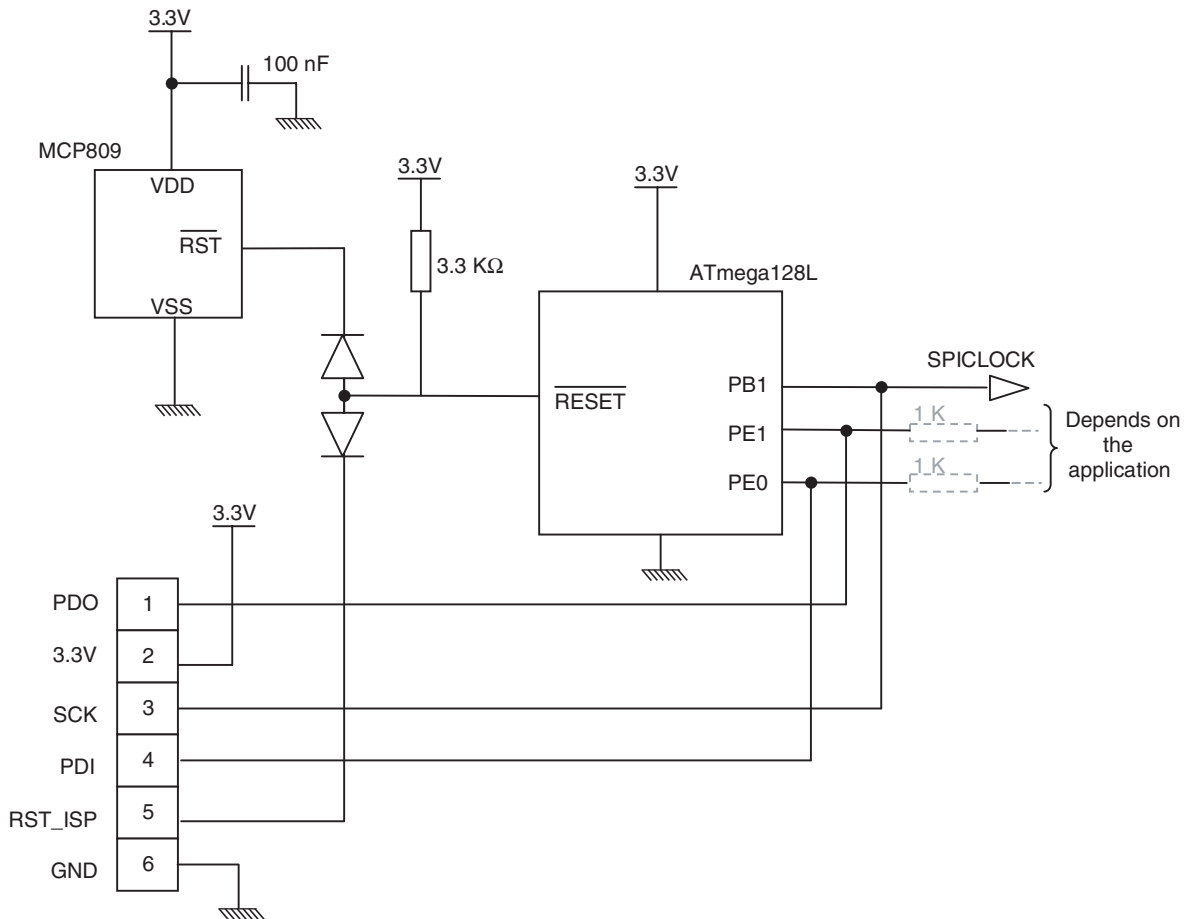 3.3V
100 nF
MCP809
VDD
RST
VSS
3.3V
3.3 KΩ
3.3V
ATmega128L
RESET
PB1
PE1
PE0
SPICLOCK
1 K
1 K
Depends on
the
application
3.3V
PDO 1
3.3V 2
SCK 3
PDI 4
RST_ISP 5
GND 6